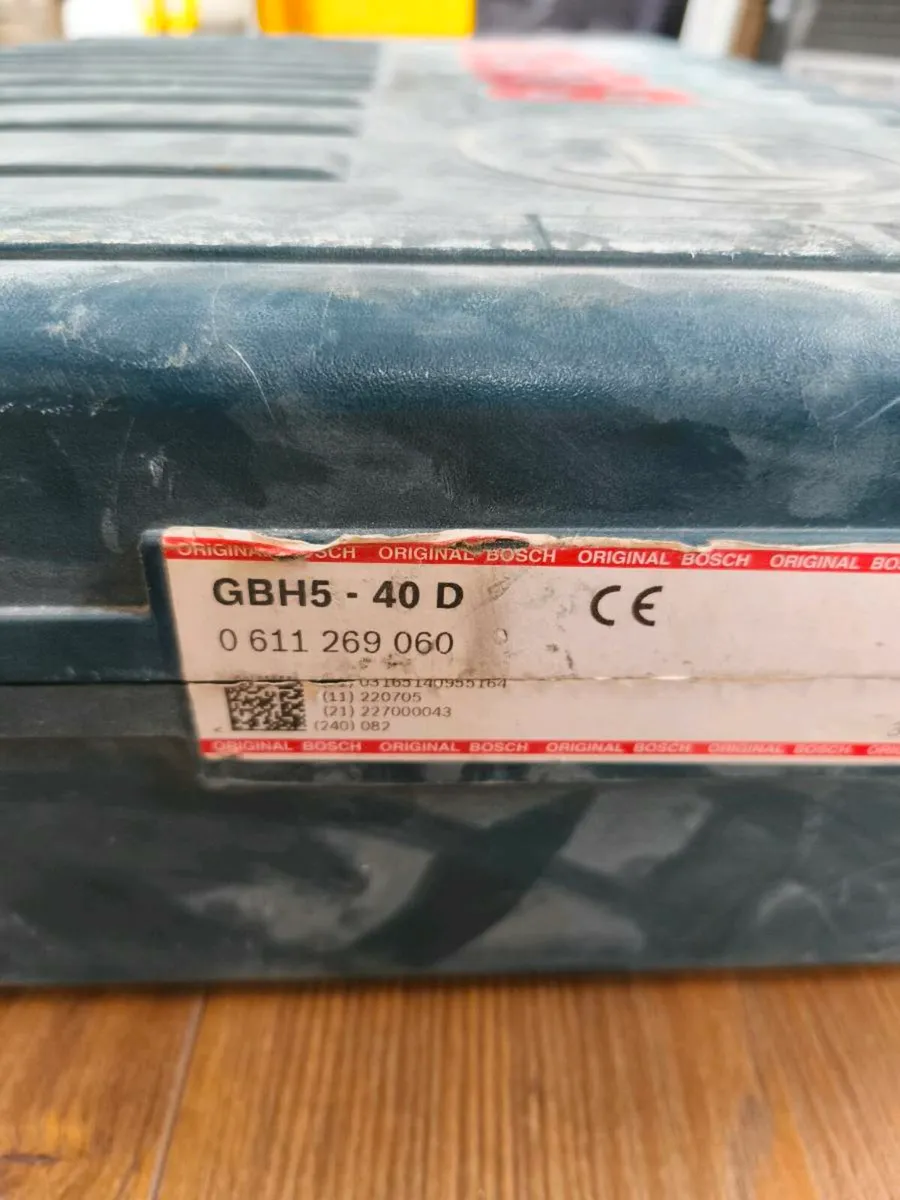 ORIGINAL BOSCH ORIGINAL BOSCH ORIGINAL BOSCH ORIGINAL
GBH5 - 40 D
CE
0 611 269 060
03165140955164
(11) 220705
(21) 227000043
(240) 082
ORIGINAL BOSCH ORIGINAL BOSCH ORIGINAL BOSCH ORIGINAL BOSCH